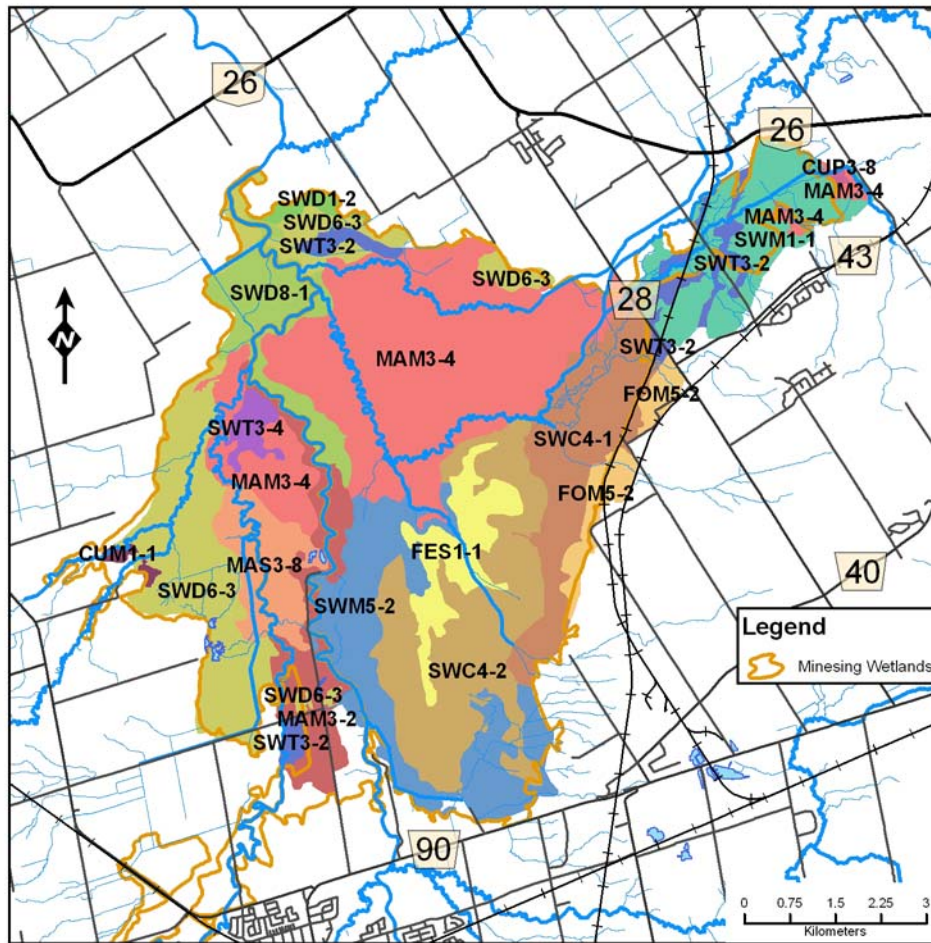 26
26
CUP3-8
MAM3-4
SWD1-2
SWD6-3
MAM3-4
SWT3-2
SWM1-1
SWT3-2
43
SWD6-3
SWD8-1
28
N
SWT3-2
MAM3-4
FOM5-2
SWT3-4
SWC4-1
MAM3-4
FOM5-2
CUM1-1
FES1-1
MAS3-8
40
SWD6-3
SWM5-2
Legend
Minesing Wetlands
SWC4-2
SWD6-3
MAM3-2
SWT3-2
90
0 0.75 1.5 2.25 3
Kilometers